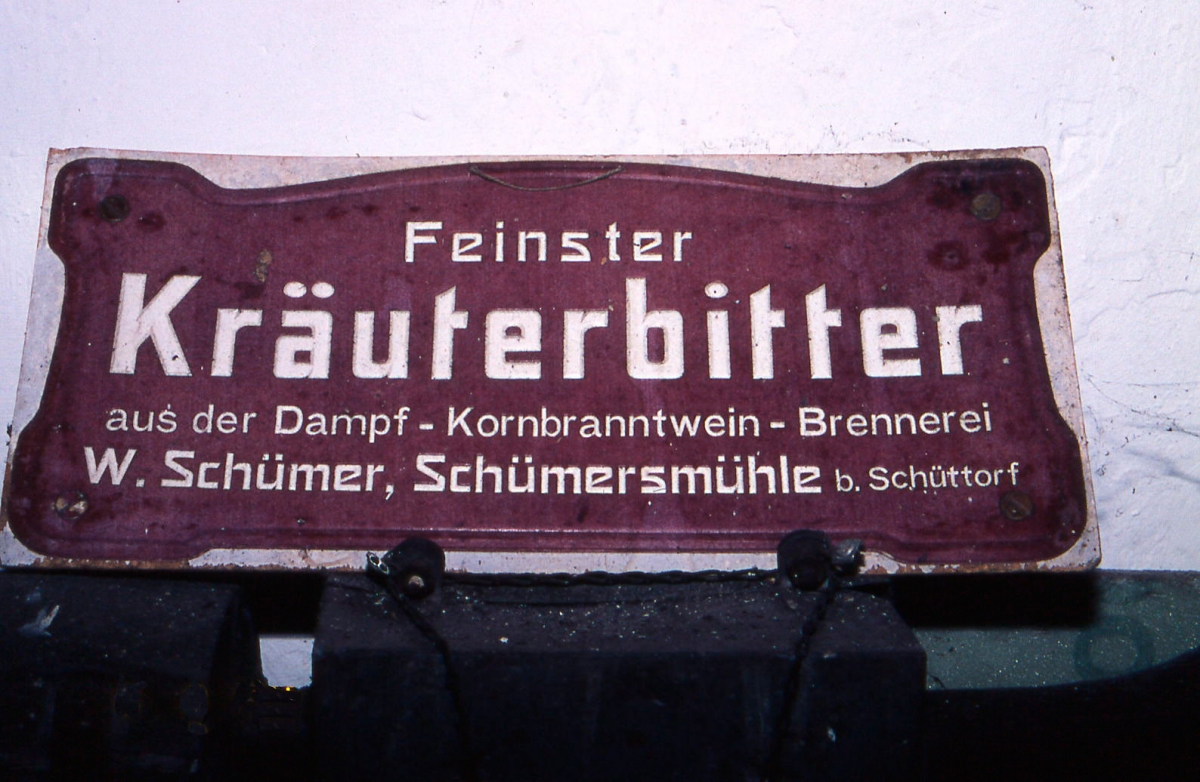 Feinster
Kräuterbitter
aus der Dampf - Kornbranntwein - Brennerei
W. Schümer, Schümersmühle b. Schüttorf